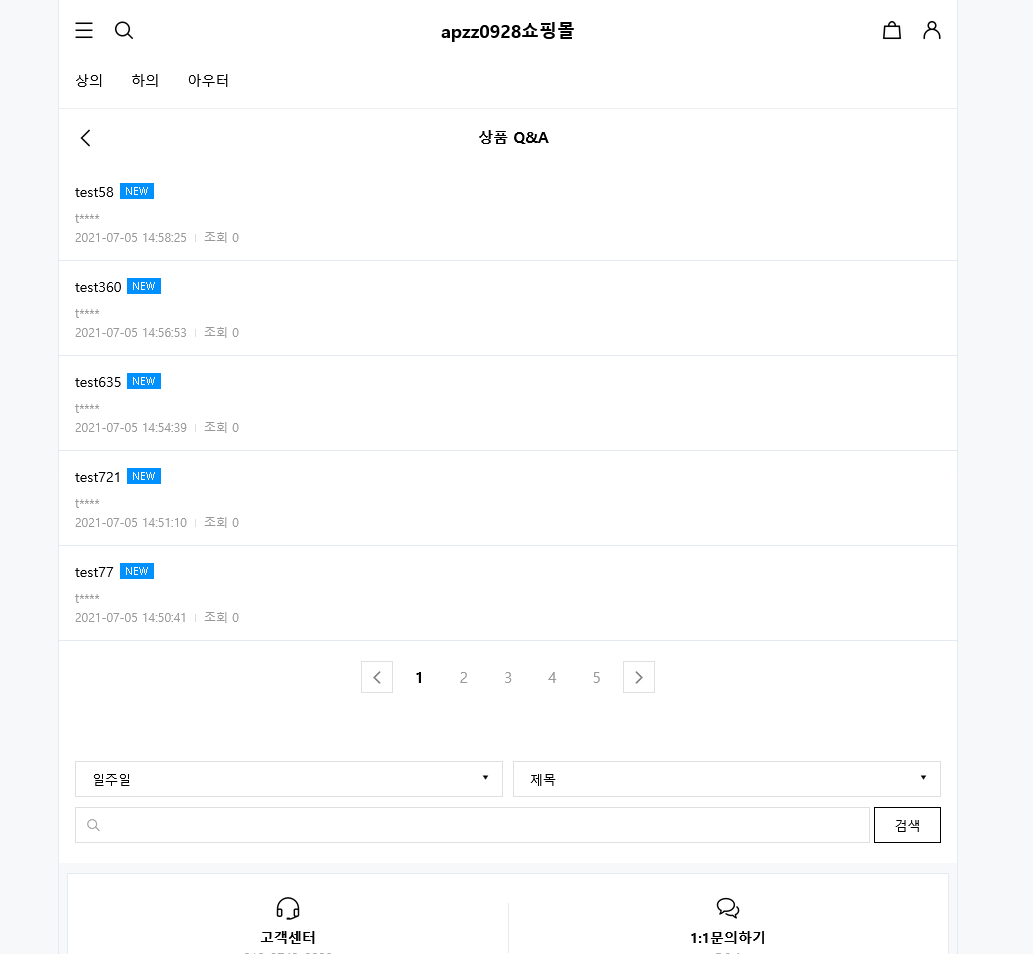 apzz0928쇼핑몰
상의 하의 아우터
상품 Q&A
test58 NEW
t****
2021-07-05 14:58:25 조회 0
test360 NEW
t****
2021-07-05 14:56:53 조회 0
test635 NEW
t****
2021-07-05 14:54:39 조회 0
test721 NEW
t****
2021-07-05 14:51:10 조회 0
test77 NEW
t****
2021-07-05 14:50:41 조회 0
1 2 3 4 5
일주일 제목
검색
고객센터 1:1문의하기